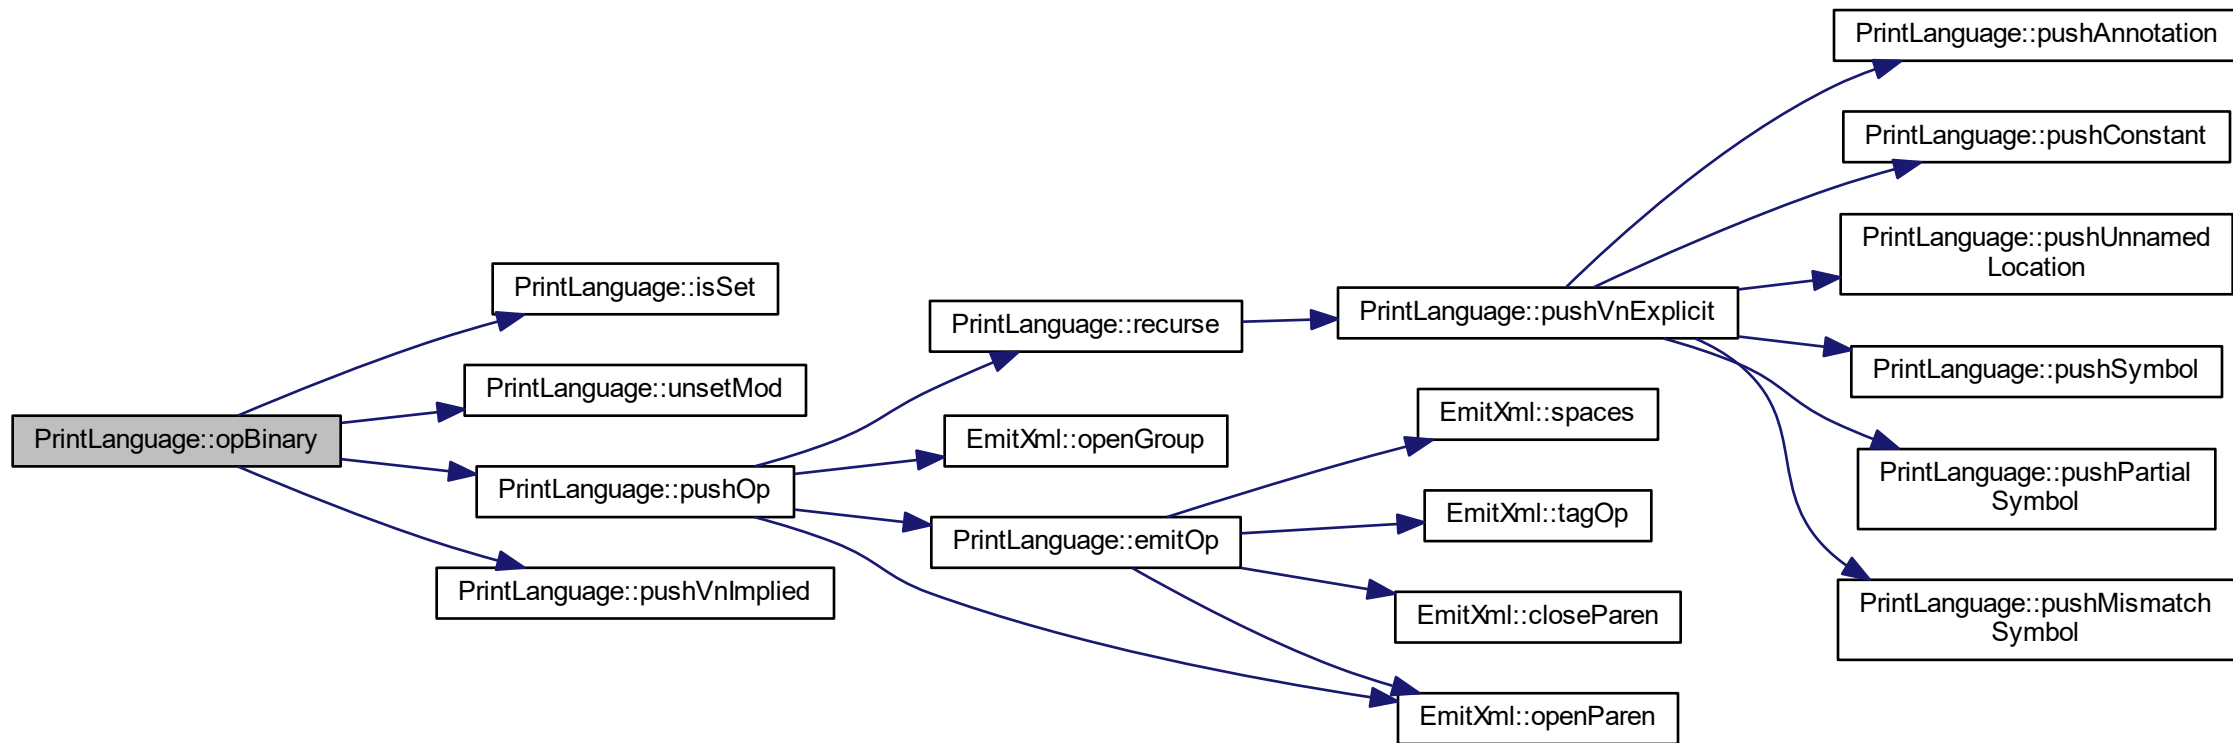 PrintLanguage::opBinary
PrintLanguage::isSet
PrintLanguage::unsetMod
PrintLanguage::pushOp
PrintLanguage::pushVnImplied
PrintLanguage::recurse
EmitXml::openGroup
PrintLanguage::emitOp
PrintLanguage::pushVnExplicit
EmitXml::spaces
EmitXml::tagOp
EmitXml::closeParen
EmitXml::openParen
PrintLanguage::pushAnnotation
PrintLanguage::pushConstant
PrintLanguage::pushUnnamed
Location
PrintLanguage::pushSymbol
PrintLanguage::pushPartial
Symbol
PrintLanguage::pushMismatch
Symbol